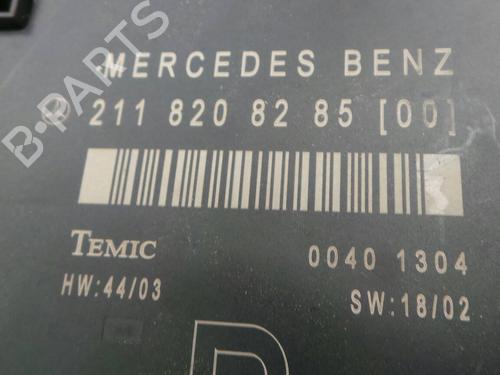 MERCEDES BENZ
211 820 82 85 [00]
TEMIC
0040 1304
HW:44/03
SW:18/02
B-PARTS